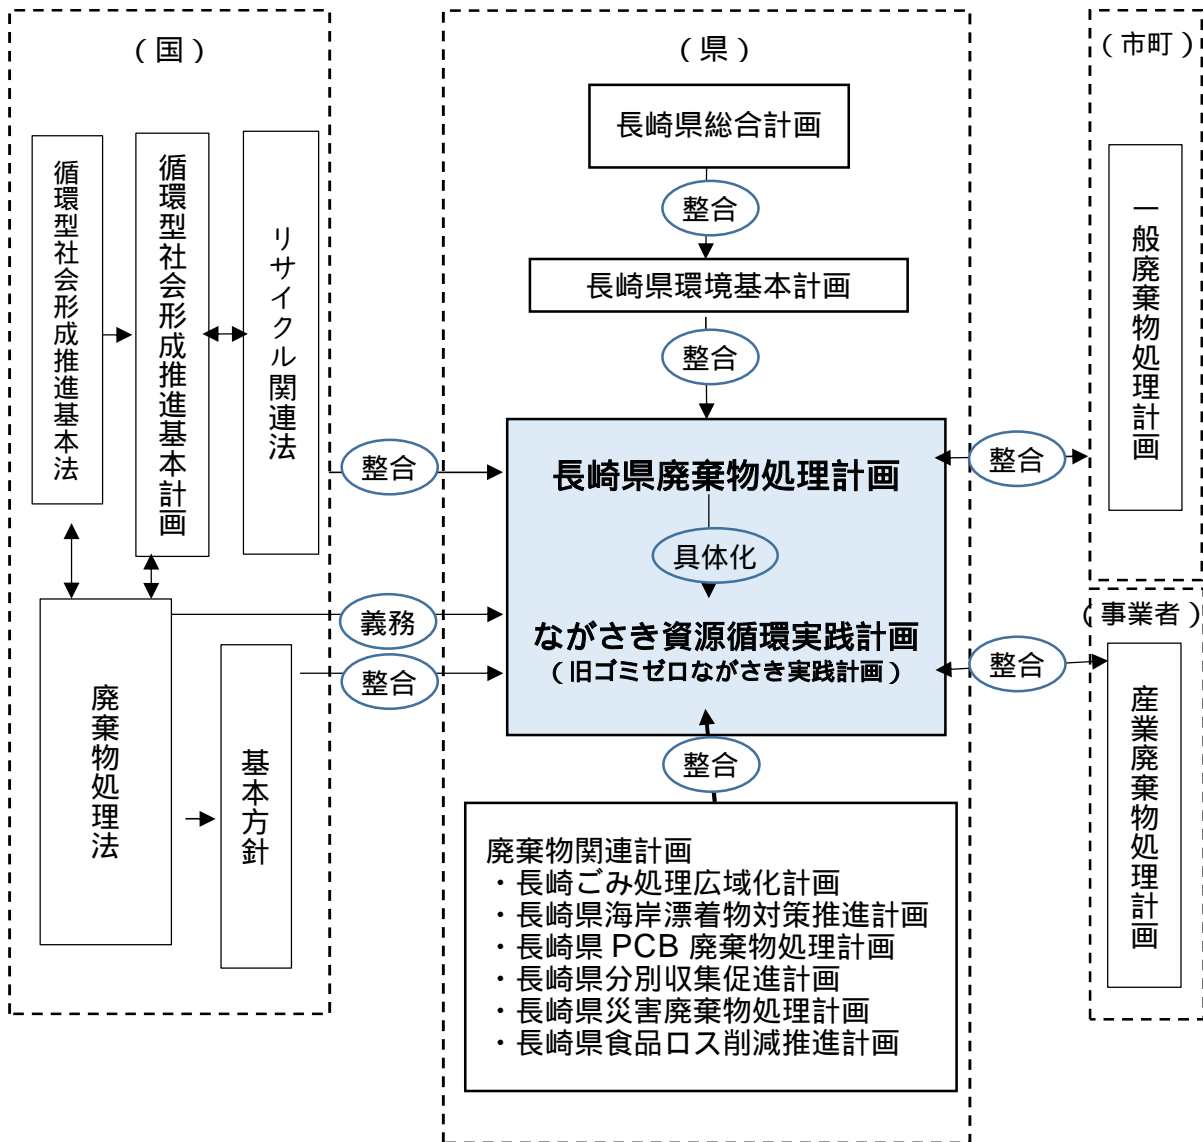 （国）
循環型社会形成推進基本法
循環型社会形成推進基本計画
リサイクル関連法
廃棄物処理法
基本方針
整合
義務
整合
（県）
長崎県総合計画
整合
長崎県環境基本計画
整合
長崎県廃棄物処理計画
具体化
ながさき資源循環実践計画
（旧ゴミゼロながさき実践計画）
整合
廃棄物関連計画
・長崎ごみ処理広域化計画
・長崎県海岸漂着物対策推進計画
・長崎県 PCB 廃棄物処理計画
・長崎県分別収集促進計画
・長崎県災害廃棄物処理計画
・長崎県食品ロス削減推進計画
整合
整合
（市町）
一般廃棄物処理計画
（事業者）
産業廃棄物処理計画